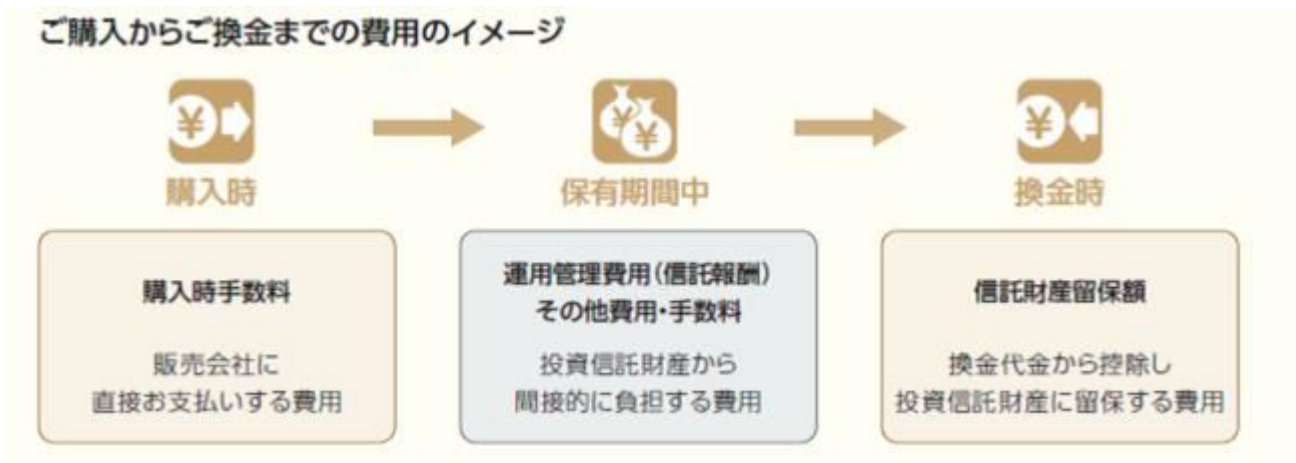 ご購入からご換金までの費用のイメージ
購入時
保有期間中
換金時
購入時手数料
販売会社に
直接お支払いする費用
運用管理費用(信託報酬)
その他費用・手数料
投資信託財産から
間接的に負担する費用
信託財産留保額
換金代金から控除し
投資信託財産に留保する費用